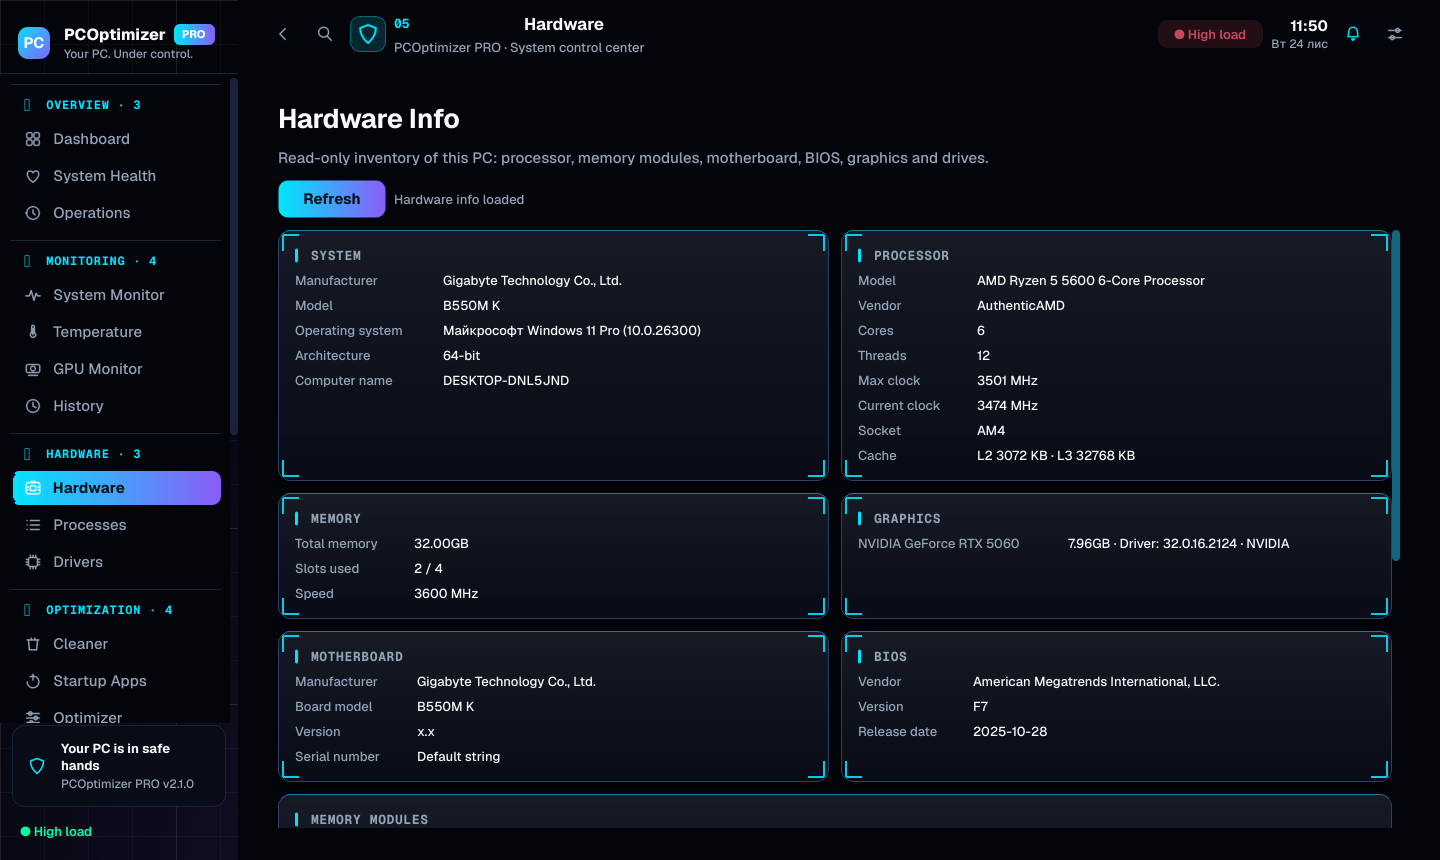 PC
PCOptimizer PRO
Your PC. Under control.
OVERVIEW · 3
Dashboard
System Health
Operations
MONITORING · 4
System Monitor
Temperature
GPU Monitor
History
HARDWARE · 3
Hardware
Processes
Drivers
OPTIMIZATION · 4
Cleaner
Startup Apps
Optimizer
Your PC is in safe
hands
PCOptimizer PRO v2.1.0
High load
05
Hardware
PCOptimizer PRO · System control center
High load
11:50
Вт 24 лис
Hardware Info
Read-only inventory of this PC: processor, memory modules, motherboard, BIOS, graphics and drives.
Refresh
Hardware info loaded
SYSTEM
Manufacturer Gigabyte Technology Co., Ltd.
Model B550M K
Operating system Майкрософт Windows 11 Pro (10.0.26300)
Architecture 64-bit
Computer name DESKTOP-DNL5JND
PROCESSOR
Model AMD Ryzen 5 5600 6-Core Processor
Vendor AuthenticAMD
Cores 6
Threads 12
Max clock 3501 MHz
Current clock 3474 MHz
Socket AM4
Cache L2 3072 KB · L3 32768 KB
MEMORY
Total memory 32.00GB
Slots used 2 / 4
Speed 3600 MHz
GRAPHICS
NVIDIA GeForce RTX 5060 7.96GB · Driver: 32.0.16.2124 · NVIDIA
MOTHERBOARD
Manufacturer Gigabyte Technology Co., Ltd.
Board model B550M K
Version x.x
Serial number Default string
BIOS
Vendor American Megatrends International, LLC.
Version F7
Release date 2025-10-28
MEMORY MODULES